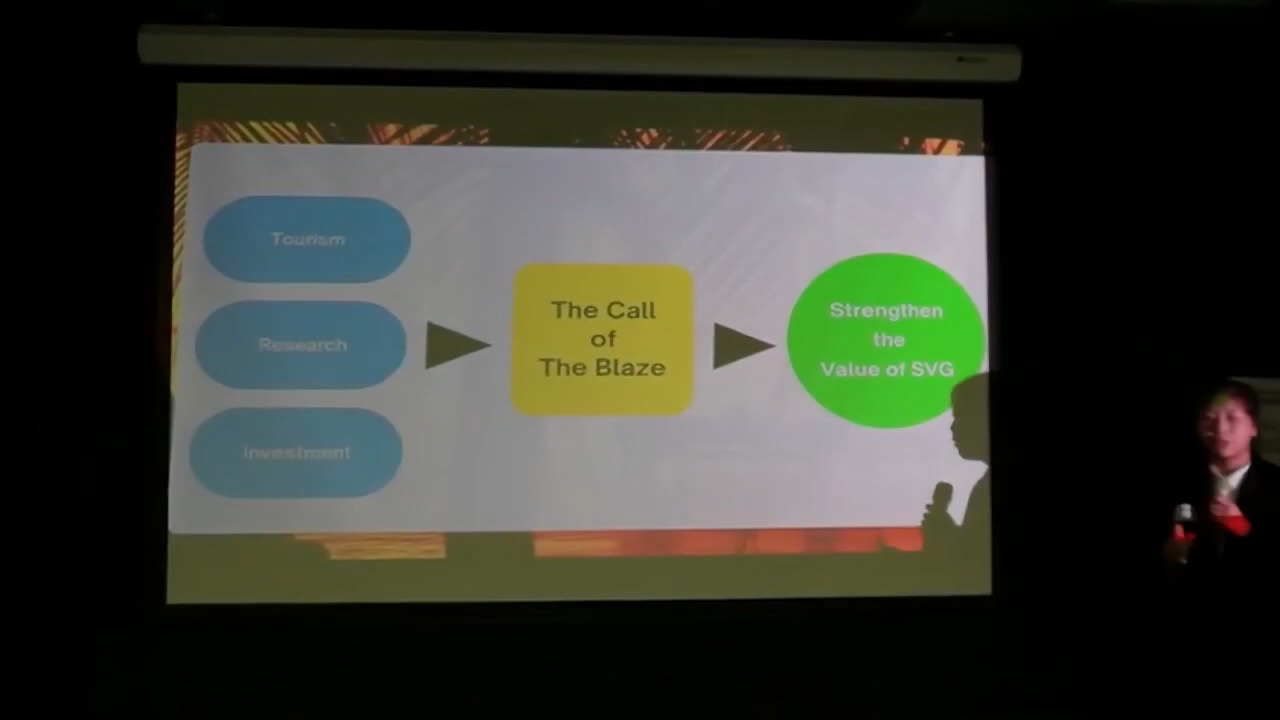 Tourism
Research
Investment
The Call
of
The Blaze
Strengthen
the
Value of SVG